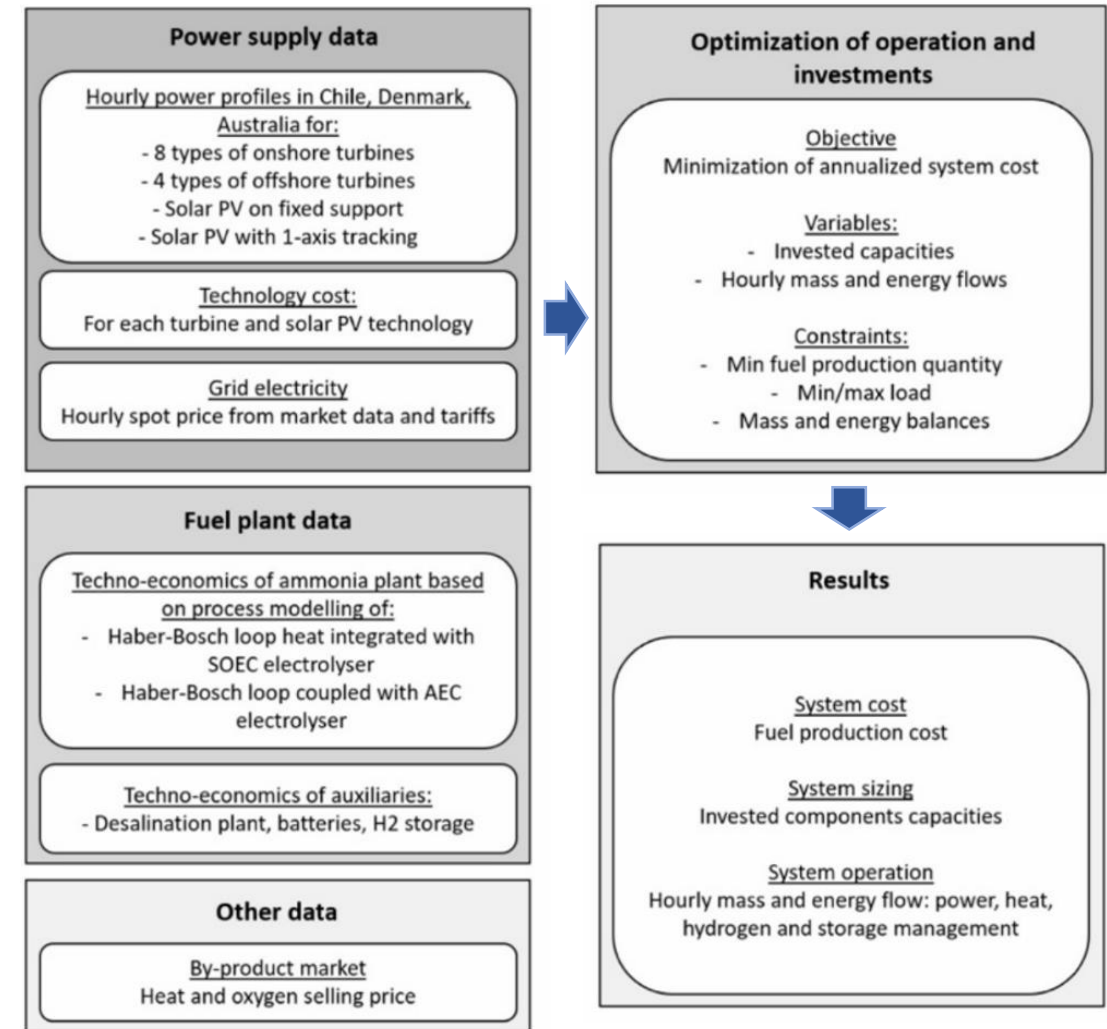 Power supply data
Hourly power profiles in Chile, Denmark,
Australia for:
- 8 types of onshore turbines
- 4 types of offshore turbines
- Solar PV on fixed support
- Solar PV with 1-axis tracking
Technology cost:
For each turbine and solar PV technology
Grid electricity
Hourly spot price from market data and tariffs
Fuel plant data
Techno-economics of ammonia plant based
on process modelling of:
- Haber-Bosch loop heat integrated with
SOEC electrolyser
- Haber-Bosch loop coupled with AEC
electrolyser
Techno-economics of auxiliaries:
- Desalination plant, batteries, H2 storage
Other data
By-product market
Heat and oxygen selling price
Optimization of operation and
investments
Objective
Minimization of annualized system cost
Variables:
- Invested capacities
- Hourly mass and energy flows
Constraints:
- Min fuel production quantity
- Min/max load
- Mass and energy balances
Results
System cost
Fuel production cost
System sizing
Invested components capacities
System operation
Hourly mass and energy flow: power, heat,
hydrogen and storage management